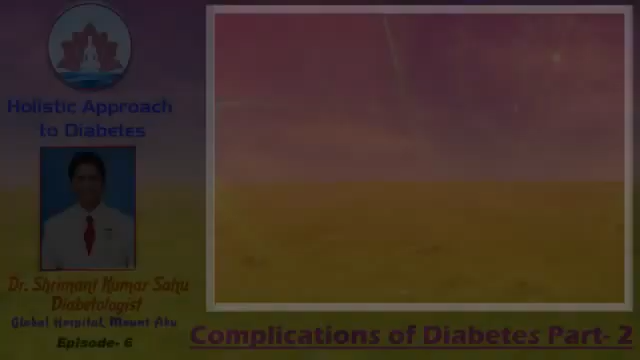 Holistic Approach
to Diabetes
Dr. Shrimant Kumar Sahu
Diabetologist
Global Hospital, Mount Abu
Episode- 6
Complications of Diabetes Part- 2